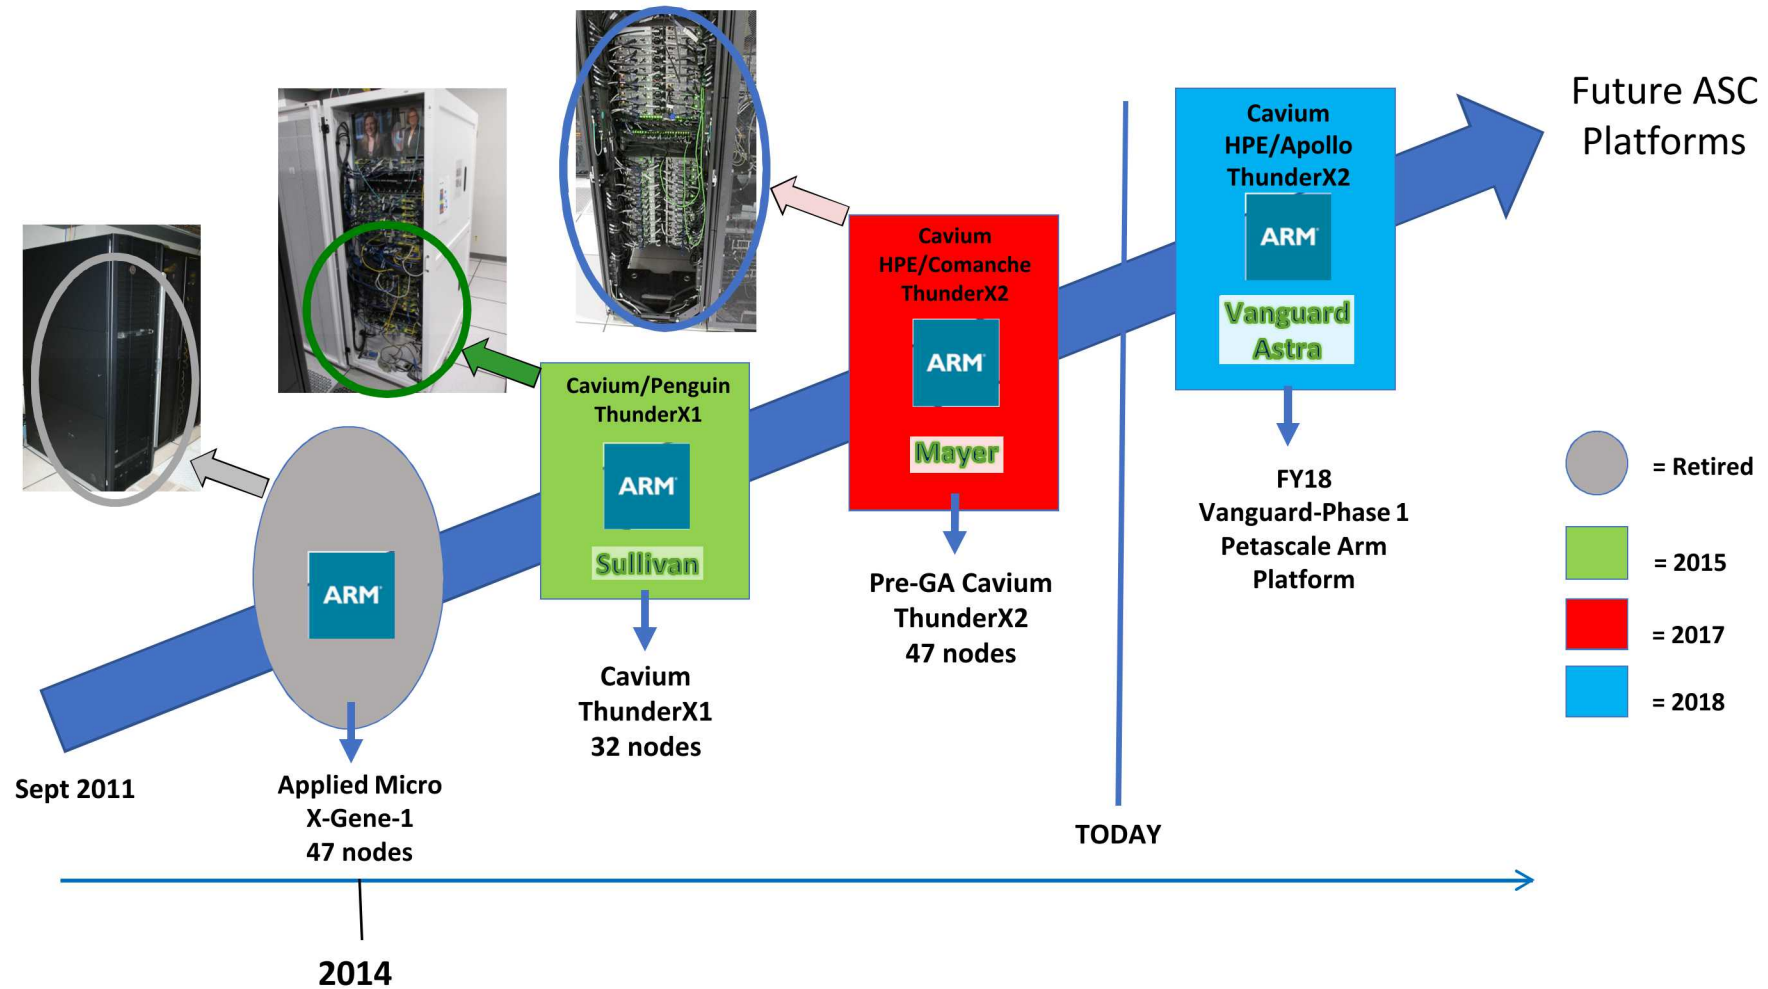 Future ASC
Platforms
Cavium
HPE/Apollo
ThunderX2
ARM
Vanguard
Astra
Cavium
HPE/Comanche
ThunderX2
ARM
Mayer
Cavium/Penguin
ThunderX1
ARM
Sullivan
ARM
FY18
Vanguard-Phase 1
Petascale Arm
Platform
Pre-GA Cavium
ThunderX2
47 nodes
Cavium
ThunderX1
32 nodes
Applied Micro
X-Gene-1
47 nodes
Sept 2011
TODAY
2014
= Retired
= 2015
= 2017
= 2018